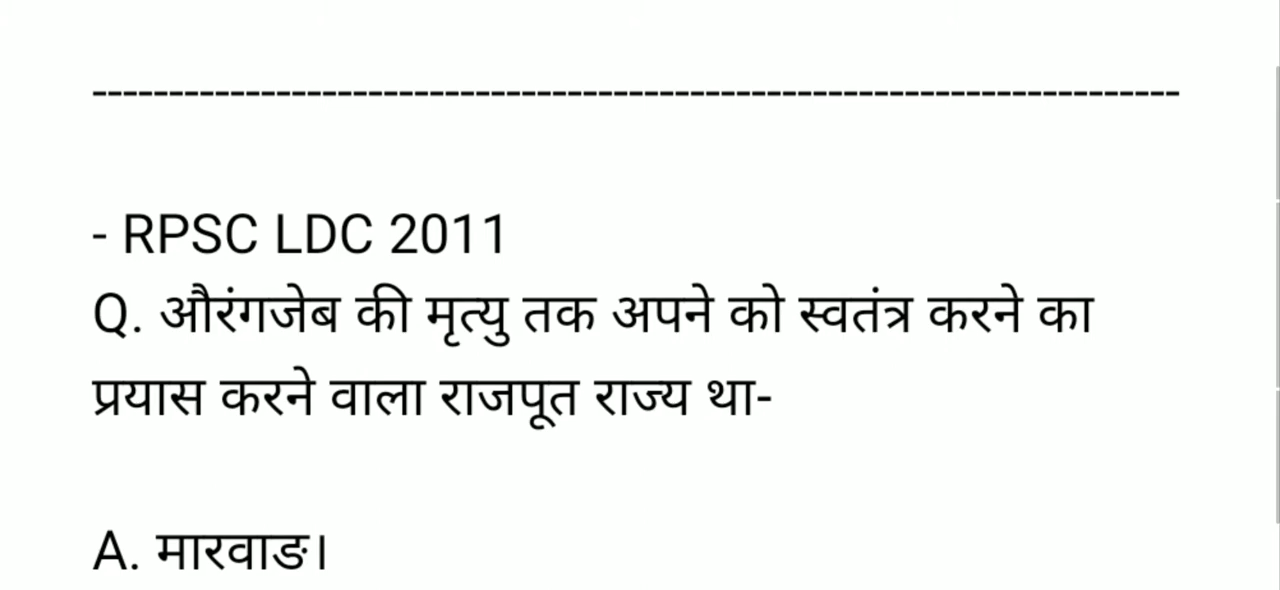 -----------------------------------------------------------------------
- RPSC LDC 2011
Q. औरंगजेब की मृत्यु तक अपने को स्वतंत्र करने का
प्रयास करने वाला राजपूत राज्य था-
A. मारवाङ।